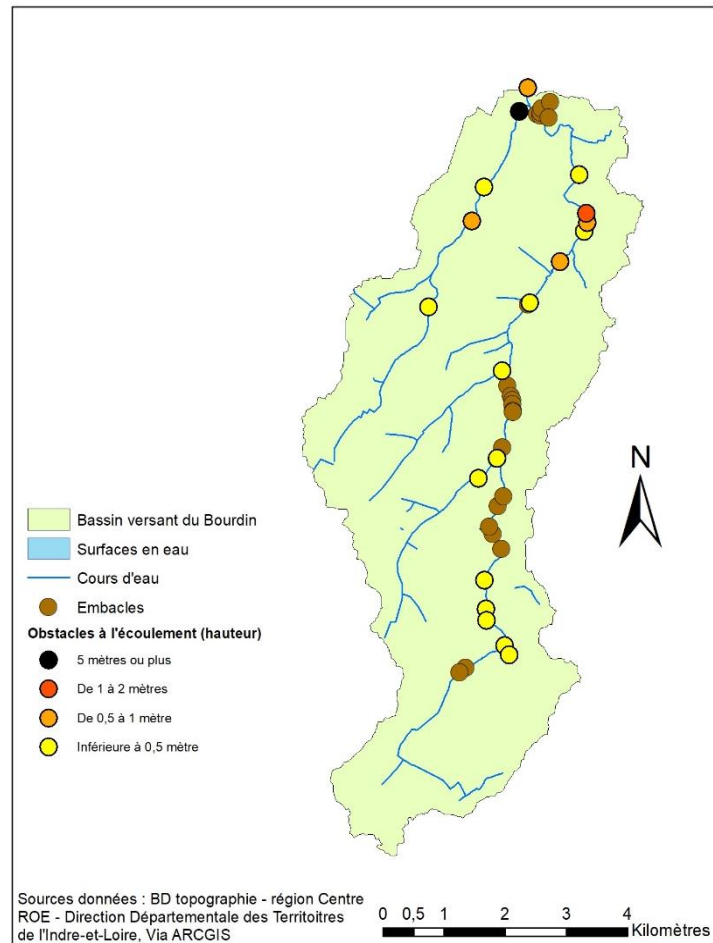 N
Bassin versant du Bourdin
Surfaces en eau
Cours d'eau
Embacles
Obstacles à l'écoulement (hauteur)
5 mètres ou plus
De 1 à 2 mètres
De 0,5 à 1 mètre
Inférieure à 0,5 mètre
Sources données : BD topographie - région Centre
ROE - Direction Départementale des Territoitres
de l'Indre-et-Loire, Via ARCGIS
0 0,5 1 2 3 4
Kilomètres